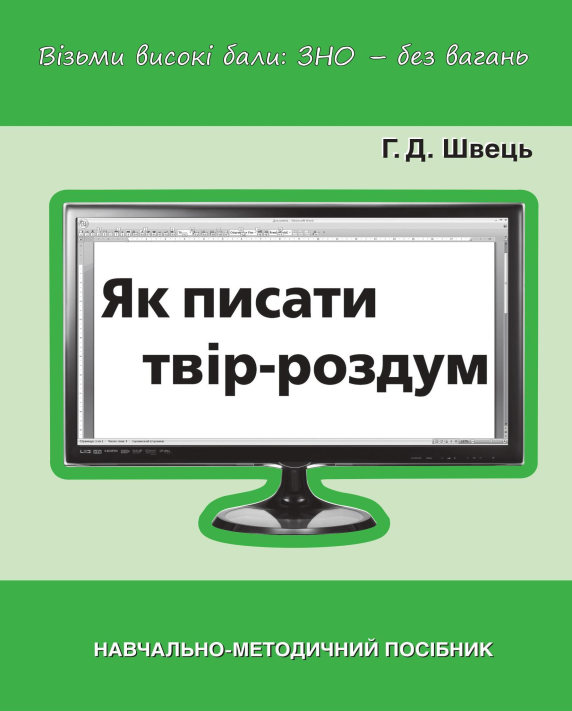 Візьми високі бали: ЗНО – без вагань
Г. Д. Швець
Як писати
твір-роздум
НАВЧАЛЬНО-МЕТОДИЧНИЙ ПОСІБНИК